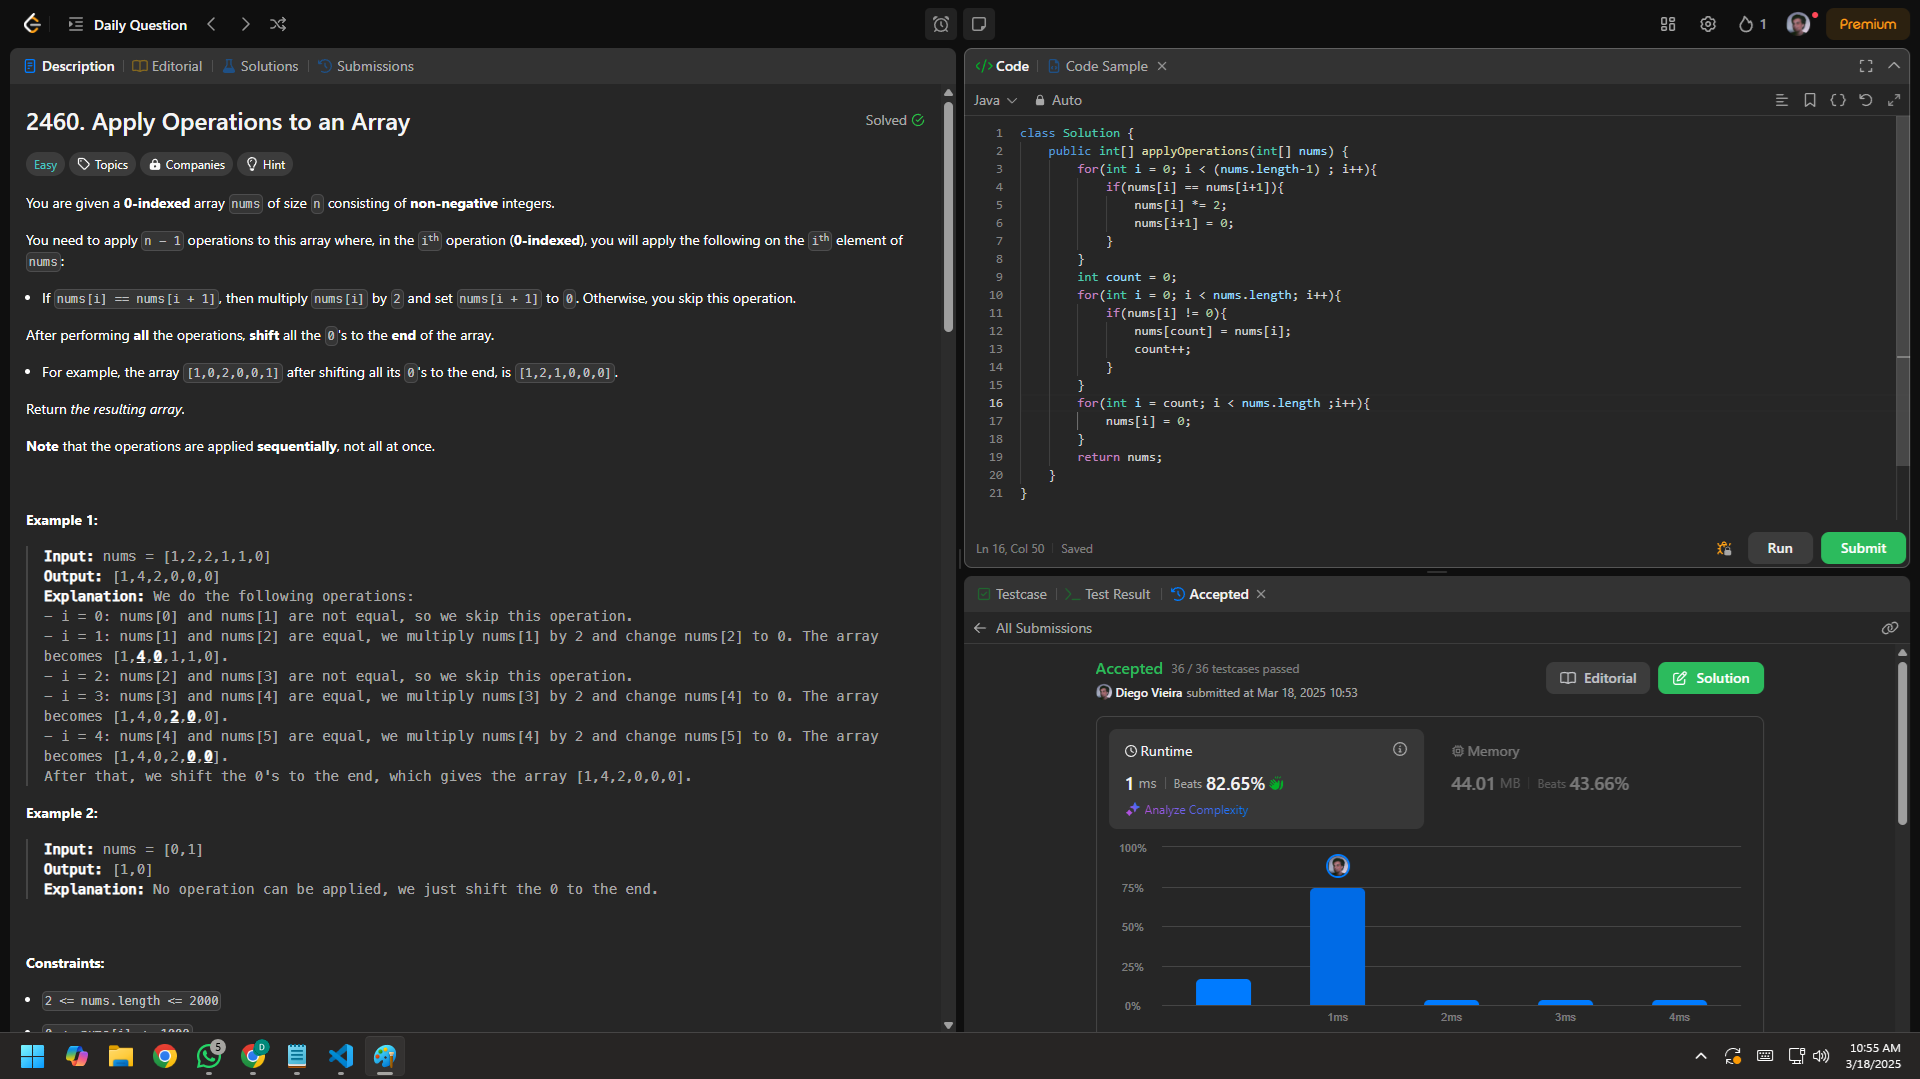 Daily Question
1
Premium
Description
Editorial
Solutions
Submissions
2460. Apply Operations to an Array
Solved
Easy
Topics
Companies
Hint
You are given a 0-indexed array nums of size n consisting of non-negative integers.
You need to apply n - 1 operations to this array where, in the ith operation (0-indexed), you will apply the following on the ith element of
nums:
• If nums[i] == nums[i + 1], then multiply nums[i] by 2 and set nums[i + 1] to 0. Otherwise, you skip this operation.
After performing all the operations, shift all the 0's to the end of the array.
• For example, the array [1,0,2,0,0,1] after shifting all its 0's to the end, is [1,2,1,0,0,0].
Return the resulting array.
Note that the operations are applied sequentially, not all at once.
Example 1:
Input: nums = [1,2,2,1,1,0]
Output: [1,4,2,0,0,0]
Explanation: We do the following operations:
- i = 0: nums[0] and nums[1] are not equal, so we skip this operation.
- i = 1: nums[1] and nums[2] are equal, we multiply nums[1] by 2 and change nums[2] to 0. The array
becomes [1,4,0,1,1,0].
- i = 2: nums[2] and nums[3] are not equal, so we skip this operation.
- i = 3: nums[3] and nums[4] are equal, we multiply nums[3] by 2 and change nums[4] to 0. The array
becomes [1,4,0,2,0,0].
- i = 4: nums[4] and nums[5] are equal, we multiply nums[4] by 2 and change nums[5] to 0. The array
becomes [1,4,0,2,0,0].
After that, we shift the 0's to the end, which gives the array [1,4,2,0,0,0].
Example 2:
Input: nums = [0,1]
Output: [1,0]
Explanation: No operation can be applied, we just shift the 0 to the end.
Constraints:
• 2 <= nums.length <= 2000
Code
Code Sample
Java
Auto
1 class Solution {
2 public int[] applyOperations(int[] nums) {
3 for(int i = 0; i < (nums.length-1) ; i++){
4 if(nums[i] == nums[i+1]){
5 nums[i] *= 2;
6 nums[i+1] = 0;
7 }
8 }
9 int count = 0;
10 for(int i = 0; i < nums.length; i++){
11 if(nums[i] != 0){
12 nums[count] = nums[i];
13 count++;
14 }
15 }
16 for(int i = count; i < nums.length ;i++){
17 nums[i] = 0;
18 }
19 return nums;
20 }
21 }
Ln 16, Col 50
Saved
Run
Submit
Testcase
Test Result
Accepted
All Submissions
Accepted 36 / 36 testcases passed
Diego Vieira submitted at Mar 18, 2025 10:53
Editorial
Solution
Runtime
1 ms Beats 82.65%
Analyze Complexity
Memory
44.01 MB Beats 43.66%
100%
75%
50%
25%
0%
1ms
2ms
3ms
4ms
5
D
10:55 AM
3/18/2025